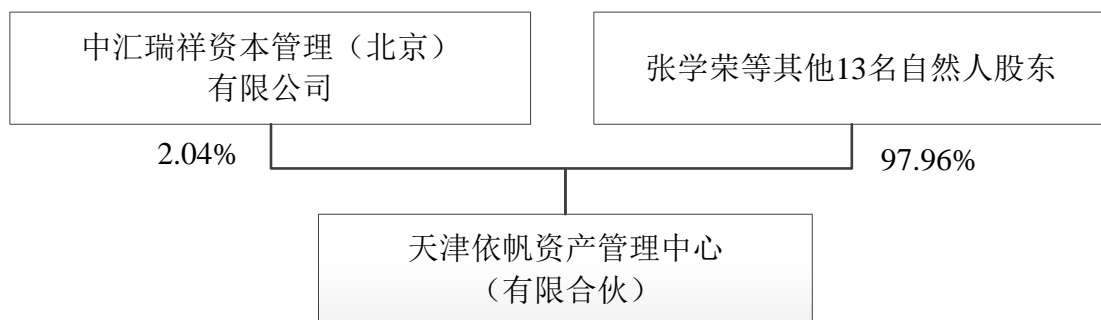 中汇瑞祥资本管理（北京）
有限公司
张学荣等其他13名自然人股东
2.04%
97.96%
天津依帆资产管理中心
（有限合伙）